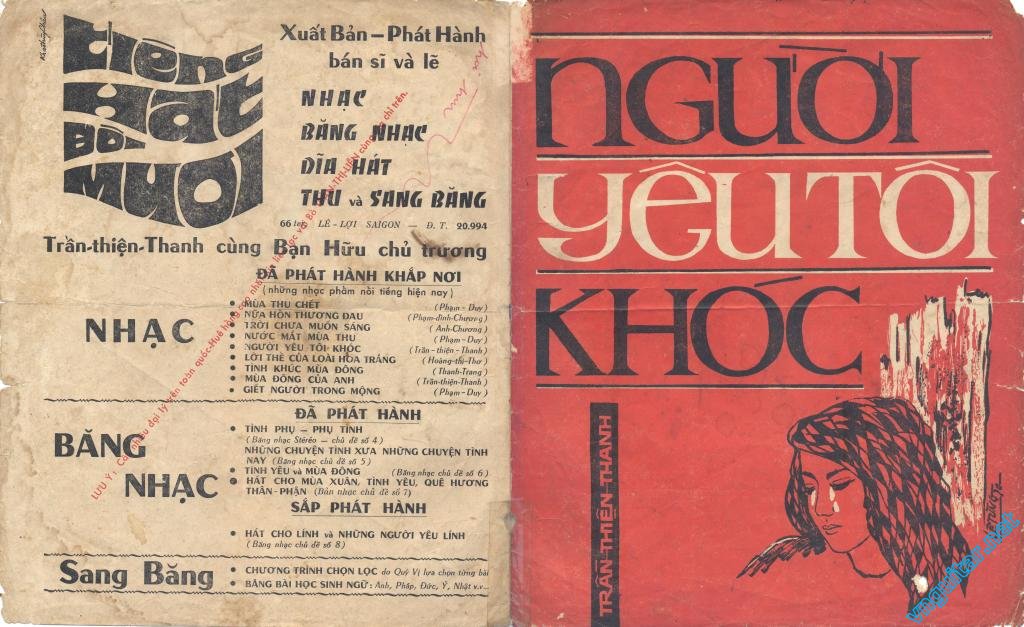 Tiếng
Hát
Đôi
Mươi
Xuất Bản – Phát Hành
bán sĩ và lẽ
NHẠC
BĂNG NHẠC
DĨA HÁT
THU và SANG BĂNG
66 LÊ-LỢI SAIGON – Đ. T. 20.994
Trần-thiện-Thanh cùng Bạn Hữu chủ trương
NHẠC
ĐÃ PHÁT HÀNH KHẮP NƠI
(những nhạc phẩm nổi tiếng hiện nay)
• MÙA THU CHẾT (Phạm-Duy)
• NỬA HỒN THƯƠNG ĐAU (Phạm-đình-Chương)
• TRỜI CHƯA MUỐN SÁNG (Anh-Chương)
• NƯỚC MẮT MÙA THU (Phạm-Duy)
• NGƯỜI YÊU TÔI KHÓC (Trần-thiện-Thanh)
• LỜI THỀ CỦA LOÀI HOA TRẮNG (Hoàng-thi-Thơ)
• TÌNH KHÚC MÙA ĐÔNG (Thanh-Trang)
• MÙA ĐÔNG CỦA ANH (Trần-thiện-Thanh)
• GIẾT NGƯỜI TRONG MỘNG (Phạm-Duy)
BĂNG
NHẠC
ĐÃ PHÁT HÀNH
• TÌNH PHỤ – PHỤ TÌNH
(Băng nhạc Stéréo – chủ đề số 4)
NHỮNG CHUYỆN TÌNH XƯA NHỮNG CHUYỆN TÌNH
NAY (Băng nhạc chủ đề số 5)
• TÌNH YÊU và MÙA ĐÔNG (Băng nhạc chủ đề số 6)
• HÁT CHO MÙA XUÂN, TÌNH YÊU, QUÊ HƯƠNG
THÂN-PHẬN (Bản nhạc chủ đề số 7)
SẮP PHÁT HÀNH
• HÁT CHO LÍNH và NHỮNG NGƯỜI YÊU LÍNH
(Băng nhạc chủ đề số 8)
Sang Băng
• CHƯƠNG TRÌNH CHỌN LỌC do Quý Vị lựa chọn từng bài
• BĂNG BÀI HỌC SINH NGỮ: Anh, Pháp, Đức, Ý, Nhật v.v...
LƯU Ý, đại lý trên toàn quốc-Huế chỉ trên.
NGƯỜI
YÊU TÔI
KHÓC
TRẦN THIỆN THANH